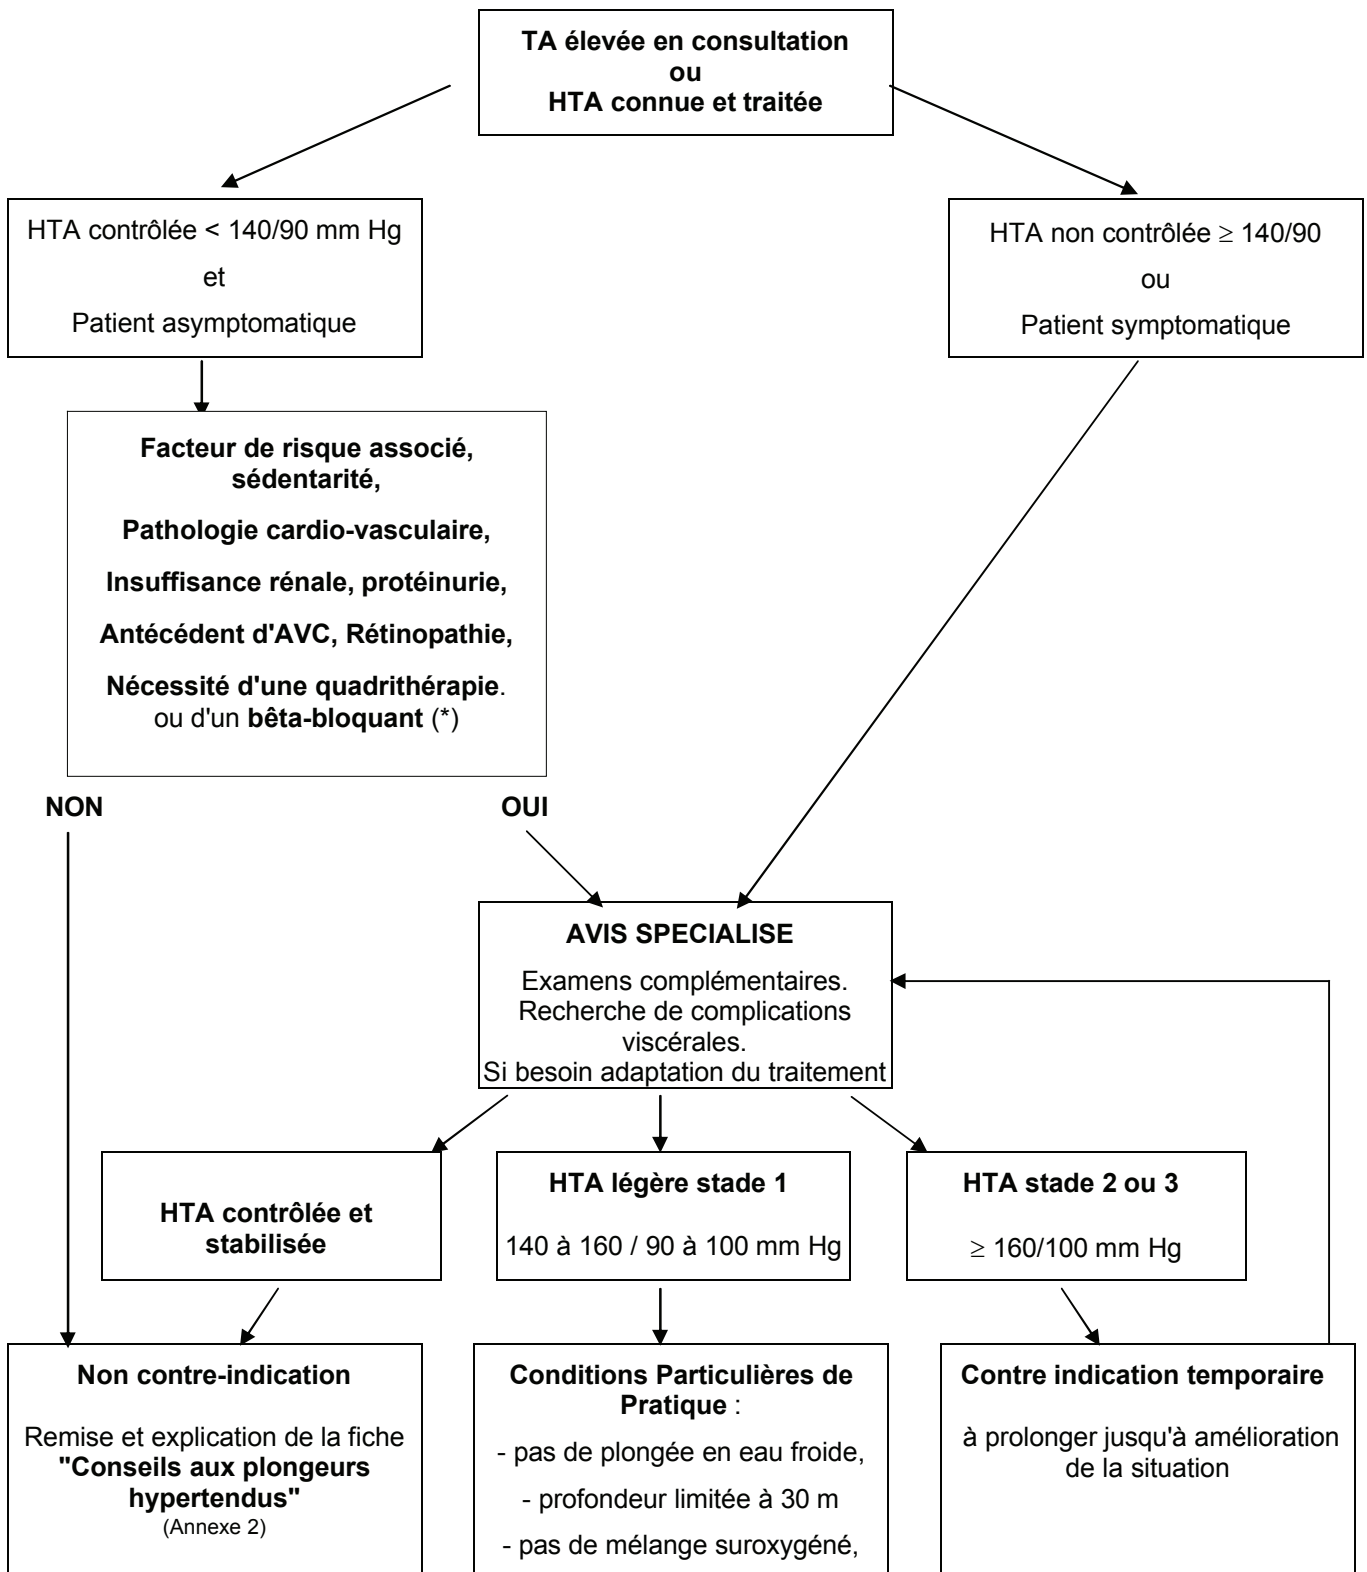 TA élevée en consultation
ou
HTA connue et traitée
HTA contrôlée < 140/90 mm Hg
et
Patient asymptomatique
HTA non contrôlée ≥ 140/90
ou
Patient symptomatique
Facteur de risque associé,
sédentarité,
Pathologie cardio-vasculaire,
Insuffisance rénale, protéinurie,
Antécédent d'AVC, Rétinopathie,
Nécessité d'une quadrithérapie.
ou d'un bêta-bloquant (*)
NON
OUI
AVIS SPECIALISE
Examens complémentaires.
Recherche de complications
viscérales.
Si besoin adaptation du traitement
HTA contrôlée et
stabilisée
HTA légère stade 1
140 à 160 / 90 à 100 mm Hg
HTA stade 2 ou 3
≥ 160/100 mm Hg
Non contre-indication
Remise et explication de la fiche
"Conseils aux plongeurs
hypertendus"
(Annexe 2)
Conditions Particulières de
Pratique :
- pas de plongée en eau froide,
- profondeur limitée à 30 m
- pas de mélange suroxygéné,
Contre indication temporaire
à prolonger jusqu'à amélioration
de la situation